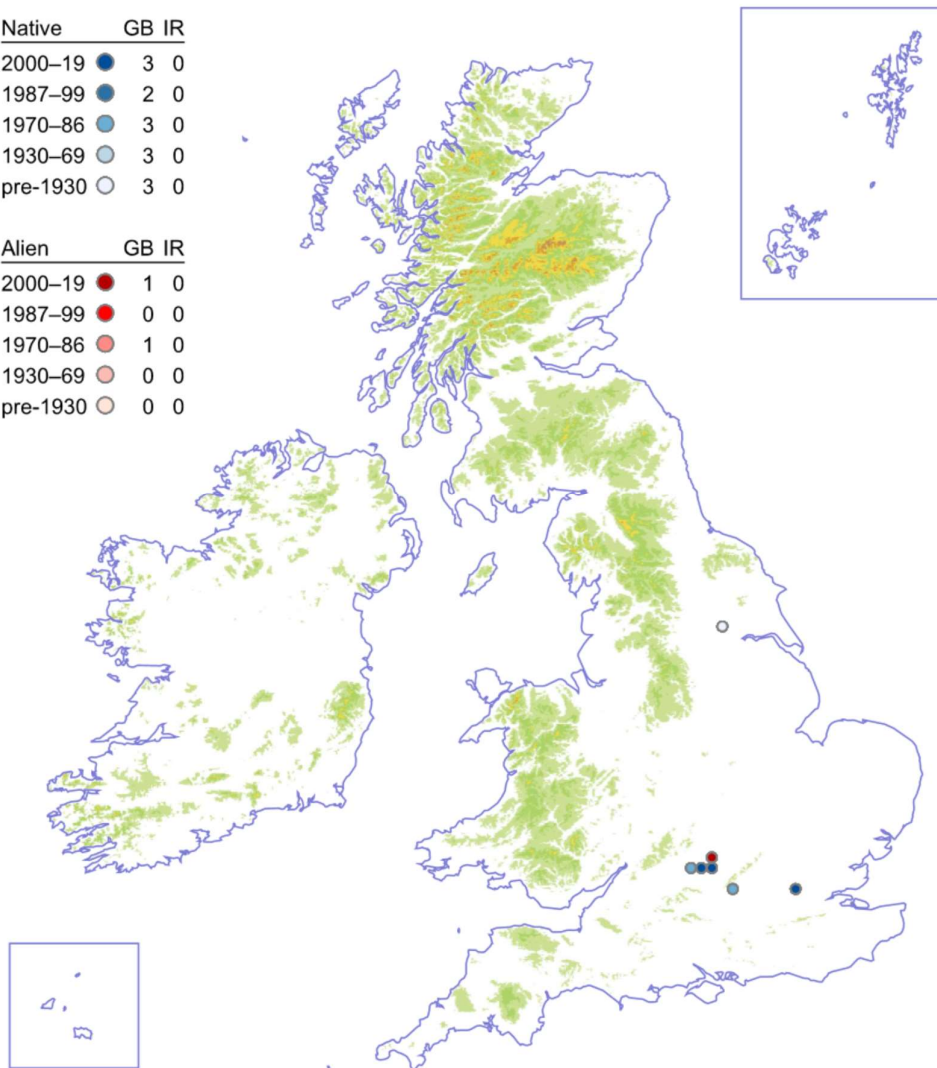 Native GB IR
2000–19 3 0
1987–99 2 0
1970–86 3 0
1930–69 3 0
pre-1930 3 0
Alien GB IR
2000–19 1 0
1987–99 0 0
1970–86 1 0
1930–69 0 0
pre-1930 0 0